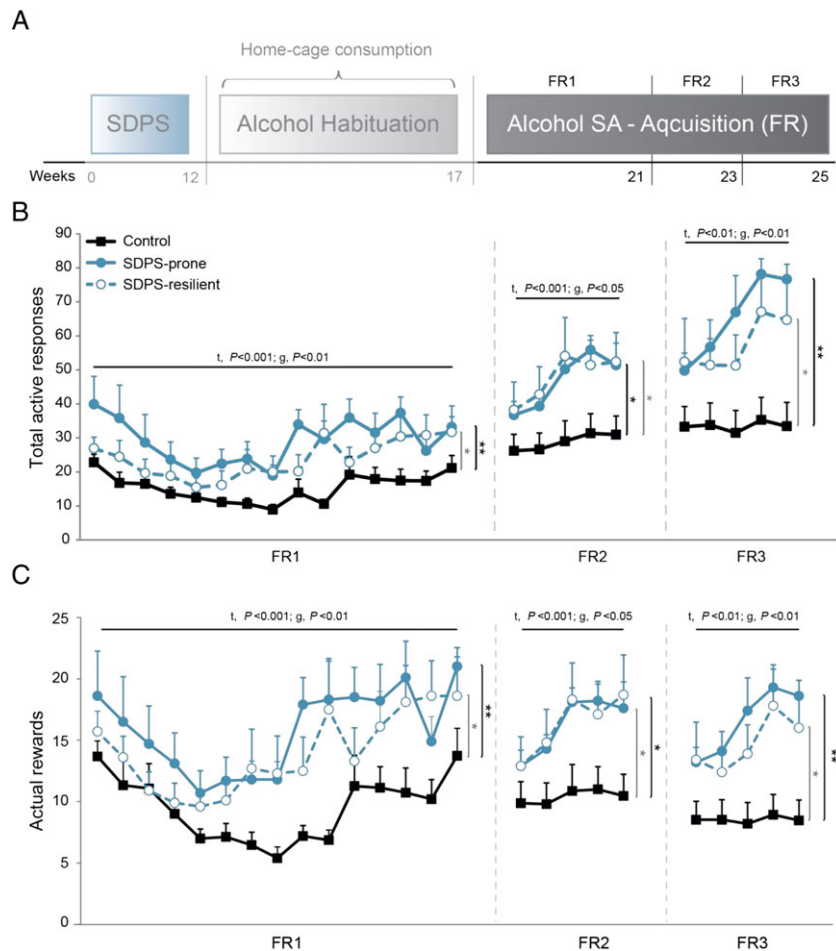 A
Home-cage consumption
FR1 FR2 FR3
SDPS Alcohol Habituation Alcohol SA - Aqcuisition (FR)
Weeks 0 12 17 21 23 25
B
90
80
70
60
50
40
30
20
10
0
Total active responses
Control
SDPS-prone
SDPS-resilient
t, P<0.001; g, P<0.01
* **
t, P<0.001; g, P<0.05
* *
t, P<0.01; g, P<0.01
* **
FR1 FR2 FR3
C
25
20
15
10
5
0
Actual rewards
t, P<0.001; g, P<0.01
* **
t, P<0.001; g, P<0.05
* *
t, P<0.01; g, P<0.01
* **
FR1 FR2 FR3